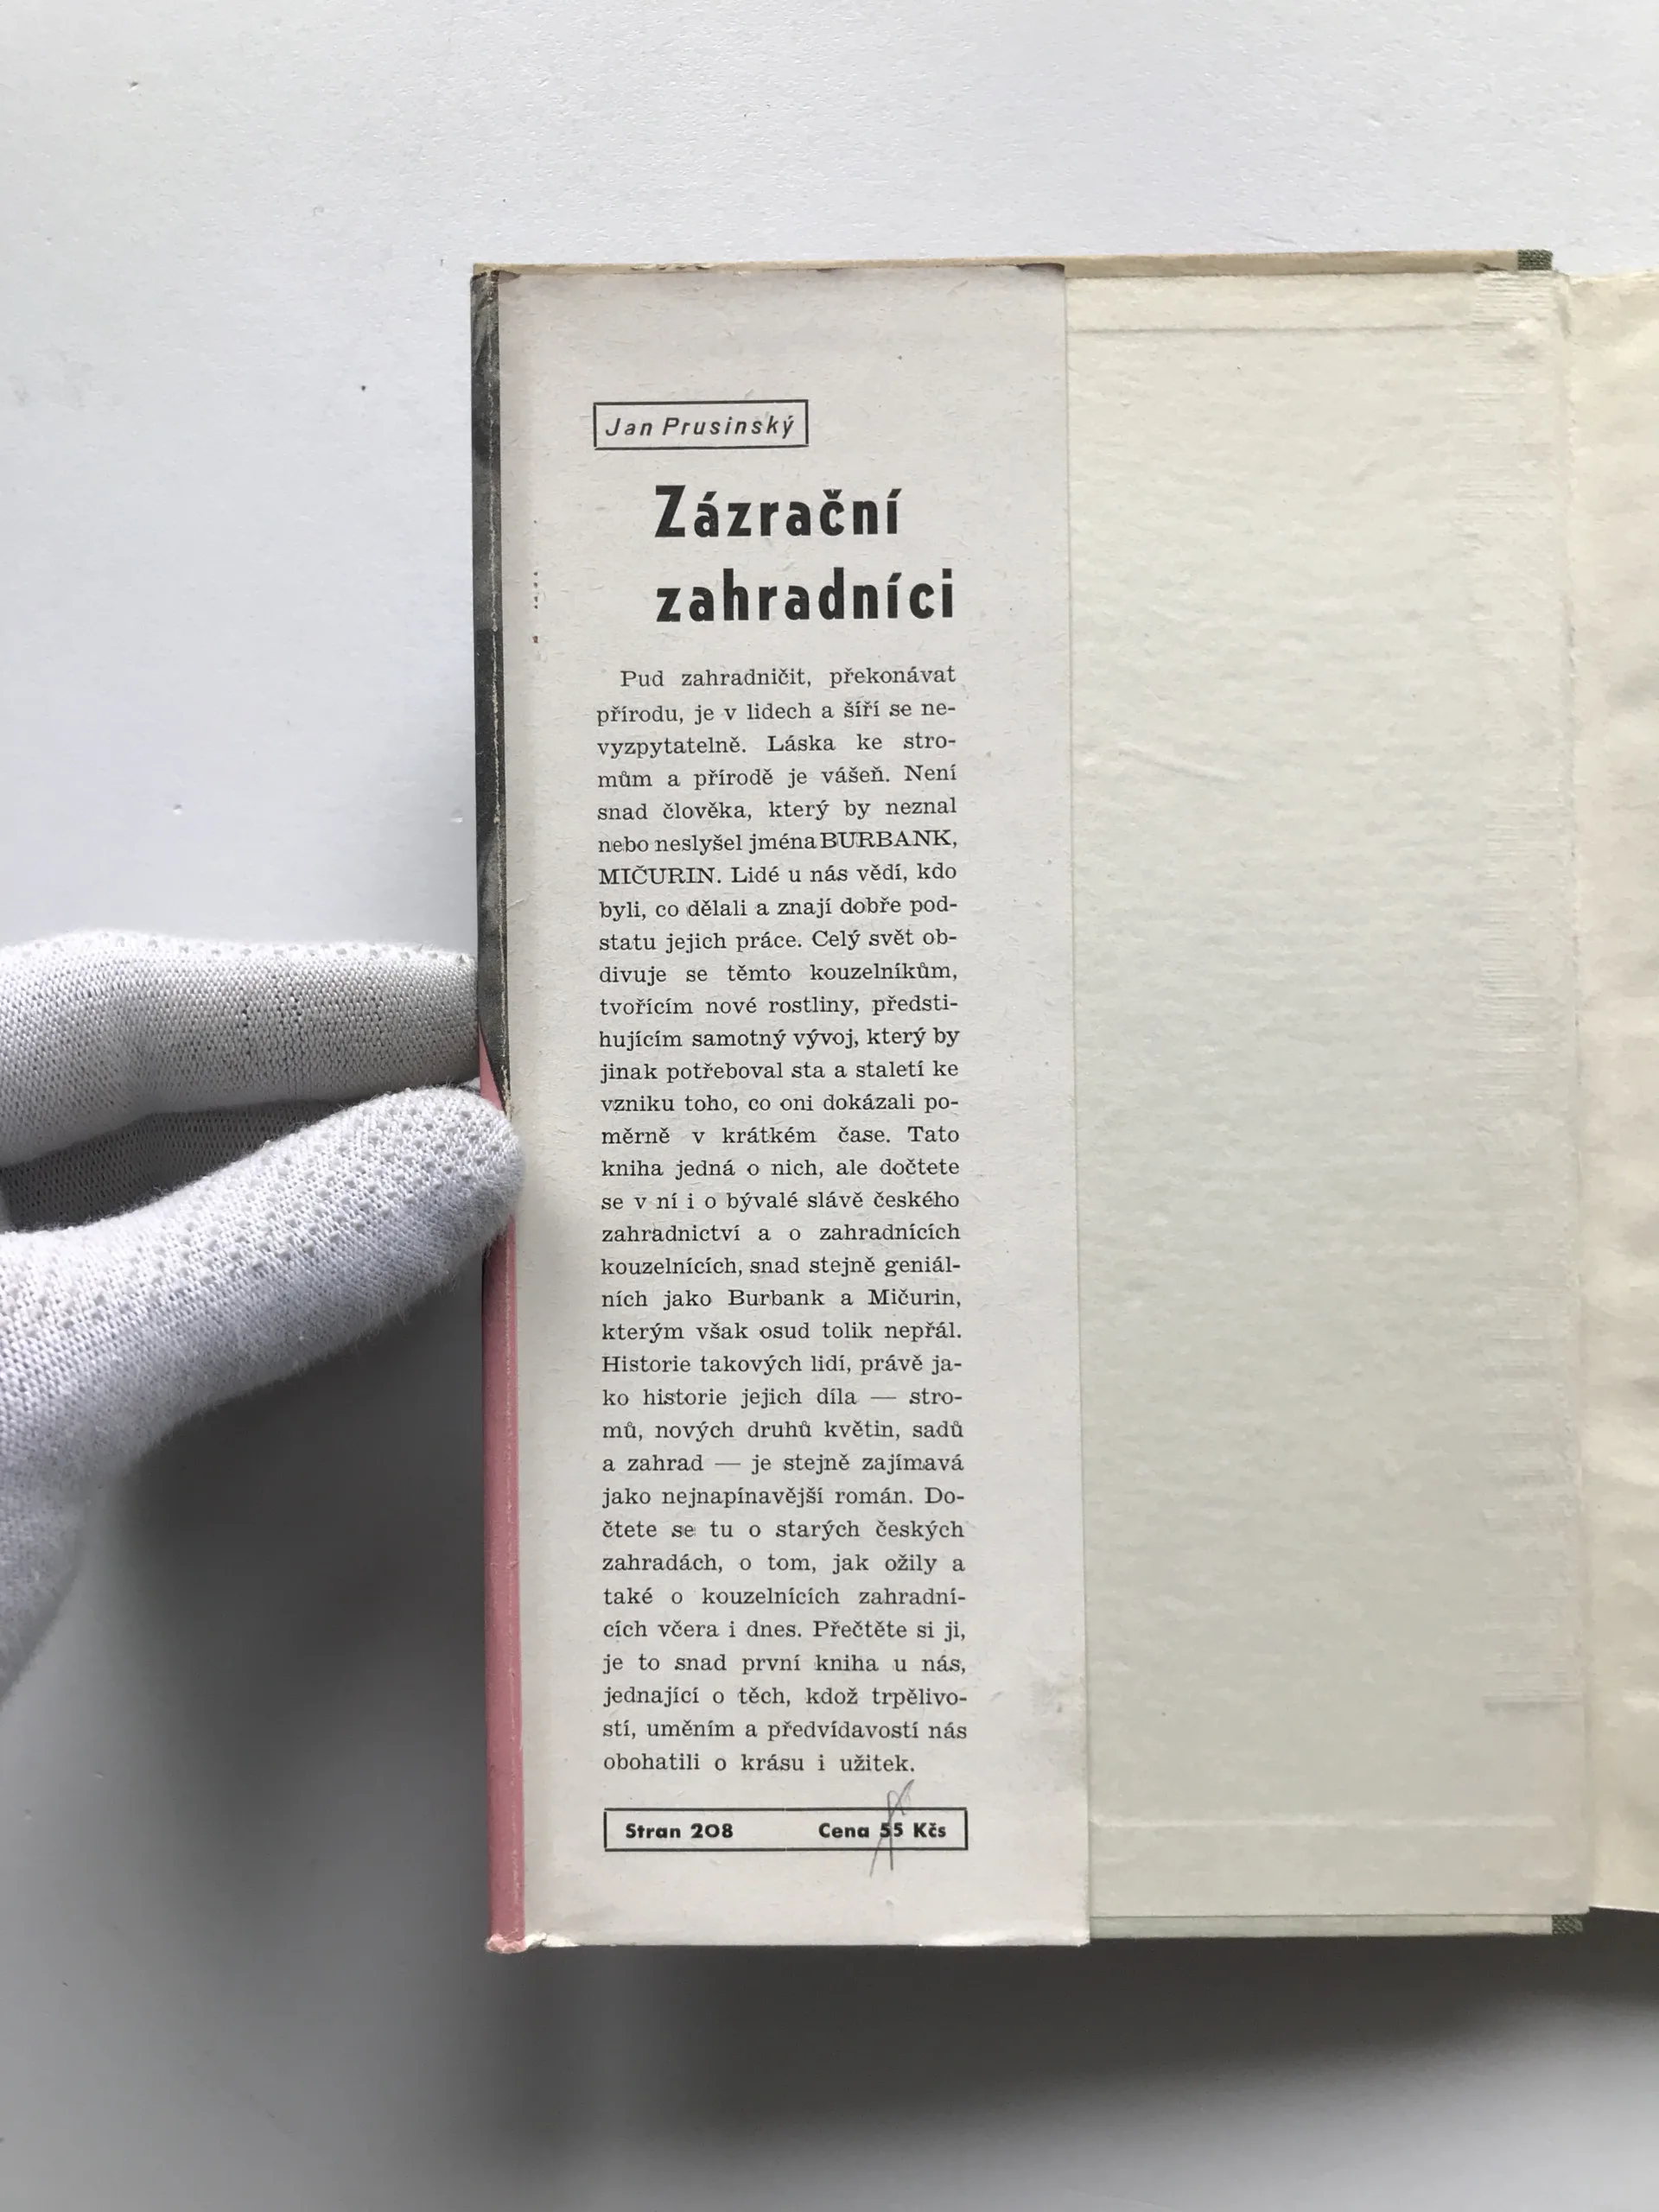 Jan Prusinský
Zázrační
zahradníci
Pud zahradničit, překonávat
přírodu, je v lidech a šíří se ne-
vyzpytatelně. Láska ke stro-
mům a přírodě je vášeň. Není
snad člověka, který by neznal
nebo neslyšel jména BURBANK,
MIČURIN. Lidé u nás vědí, kdo
byli, co dělali a znají dobře pod-
statu jejich práce. Celý svět ob-
divuje se těmto kouzelníkům,
tvořícím nové rostliny, předsti-
hujícím samotný vývoj, který by
jinak potřeboval sta a staletí ke
vzniku toho, co oni dokázali po-
měrně v krátkém čase. Tato
kniha jedná o nich, ale dočtete
se v ní i o bývalé slávě českého
zahradnictví a o zahradnících
kouzelnících, snad stejně geniál-
ních jako Burbank a Mičurin,
kterým však osud tolik nepřál.
Historie takových lidí, právě ja-
ko historie jejich díla — stro-
mů, nových druhů květin, sadů
a zahrad — je stejně zajímavá
jako nejnapínavější román. Do-
čtete se tu o starých českých
zahradách, o tom, jak ožily a
také o kouzelnících zahradní-
cích včera i dnes. Přečtěte si ji,
je to snad první kniha u nás,
jednající o těch, kdož trpělivo-
stí, uměním a předvídavostí nás
obohatili o krásu i užitek.
Stran 208 Cena 55 Kčs